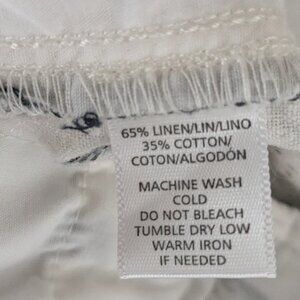 65% LINEN/LIN/LINO
35% COTTON/
COTON/ALGODÓN
MACHINE WASH
COLD
DO NOT BLEACH
TUMBLE DRY LOW
WARM IRON
IF NEEDED